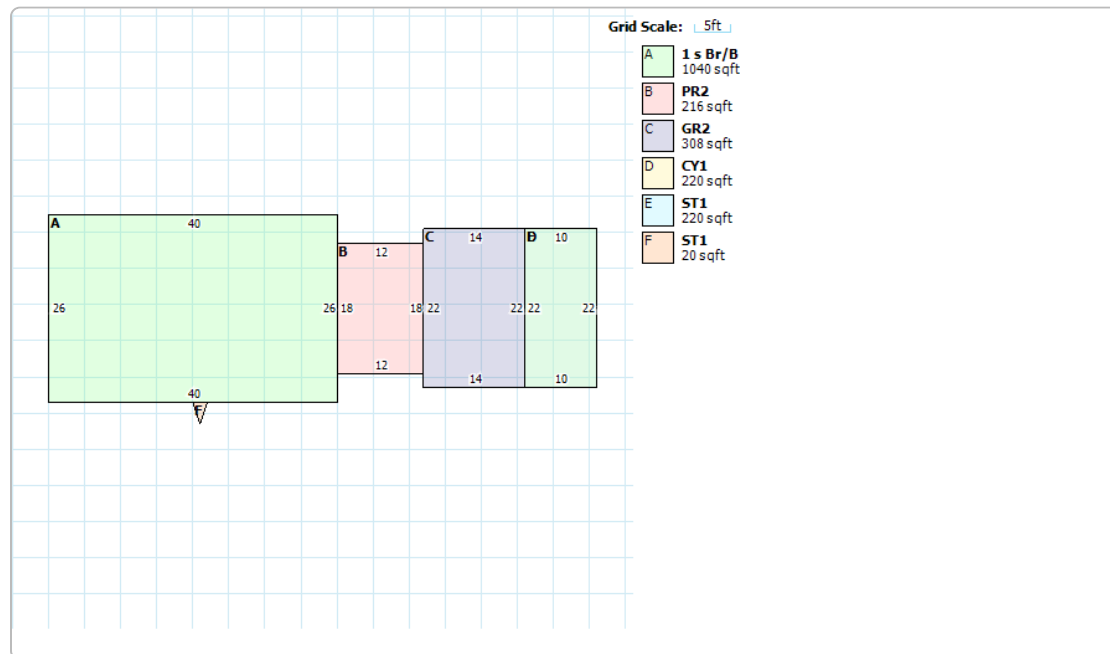 Grid Scale: 5ft
A 1 s Br/B
1040 sqft
B PR2
216 sqft
C GR2
308 sqft
D CY1
220 sqft
E ST1
220 sqft
F ST1
20 sqft
A 40
26 26
40
B 12
18 18
12
C 14
22 22
14
10
22 22
10
F